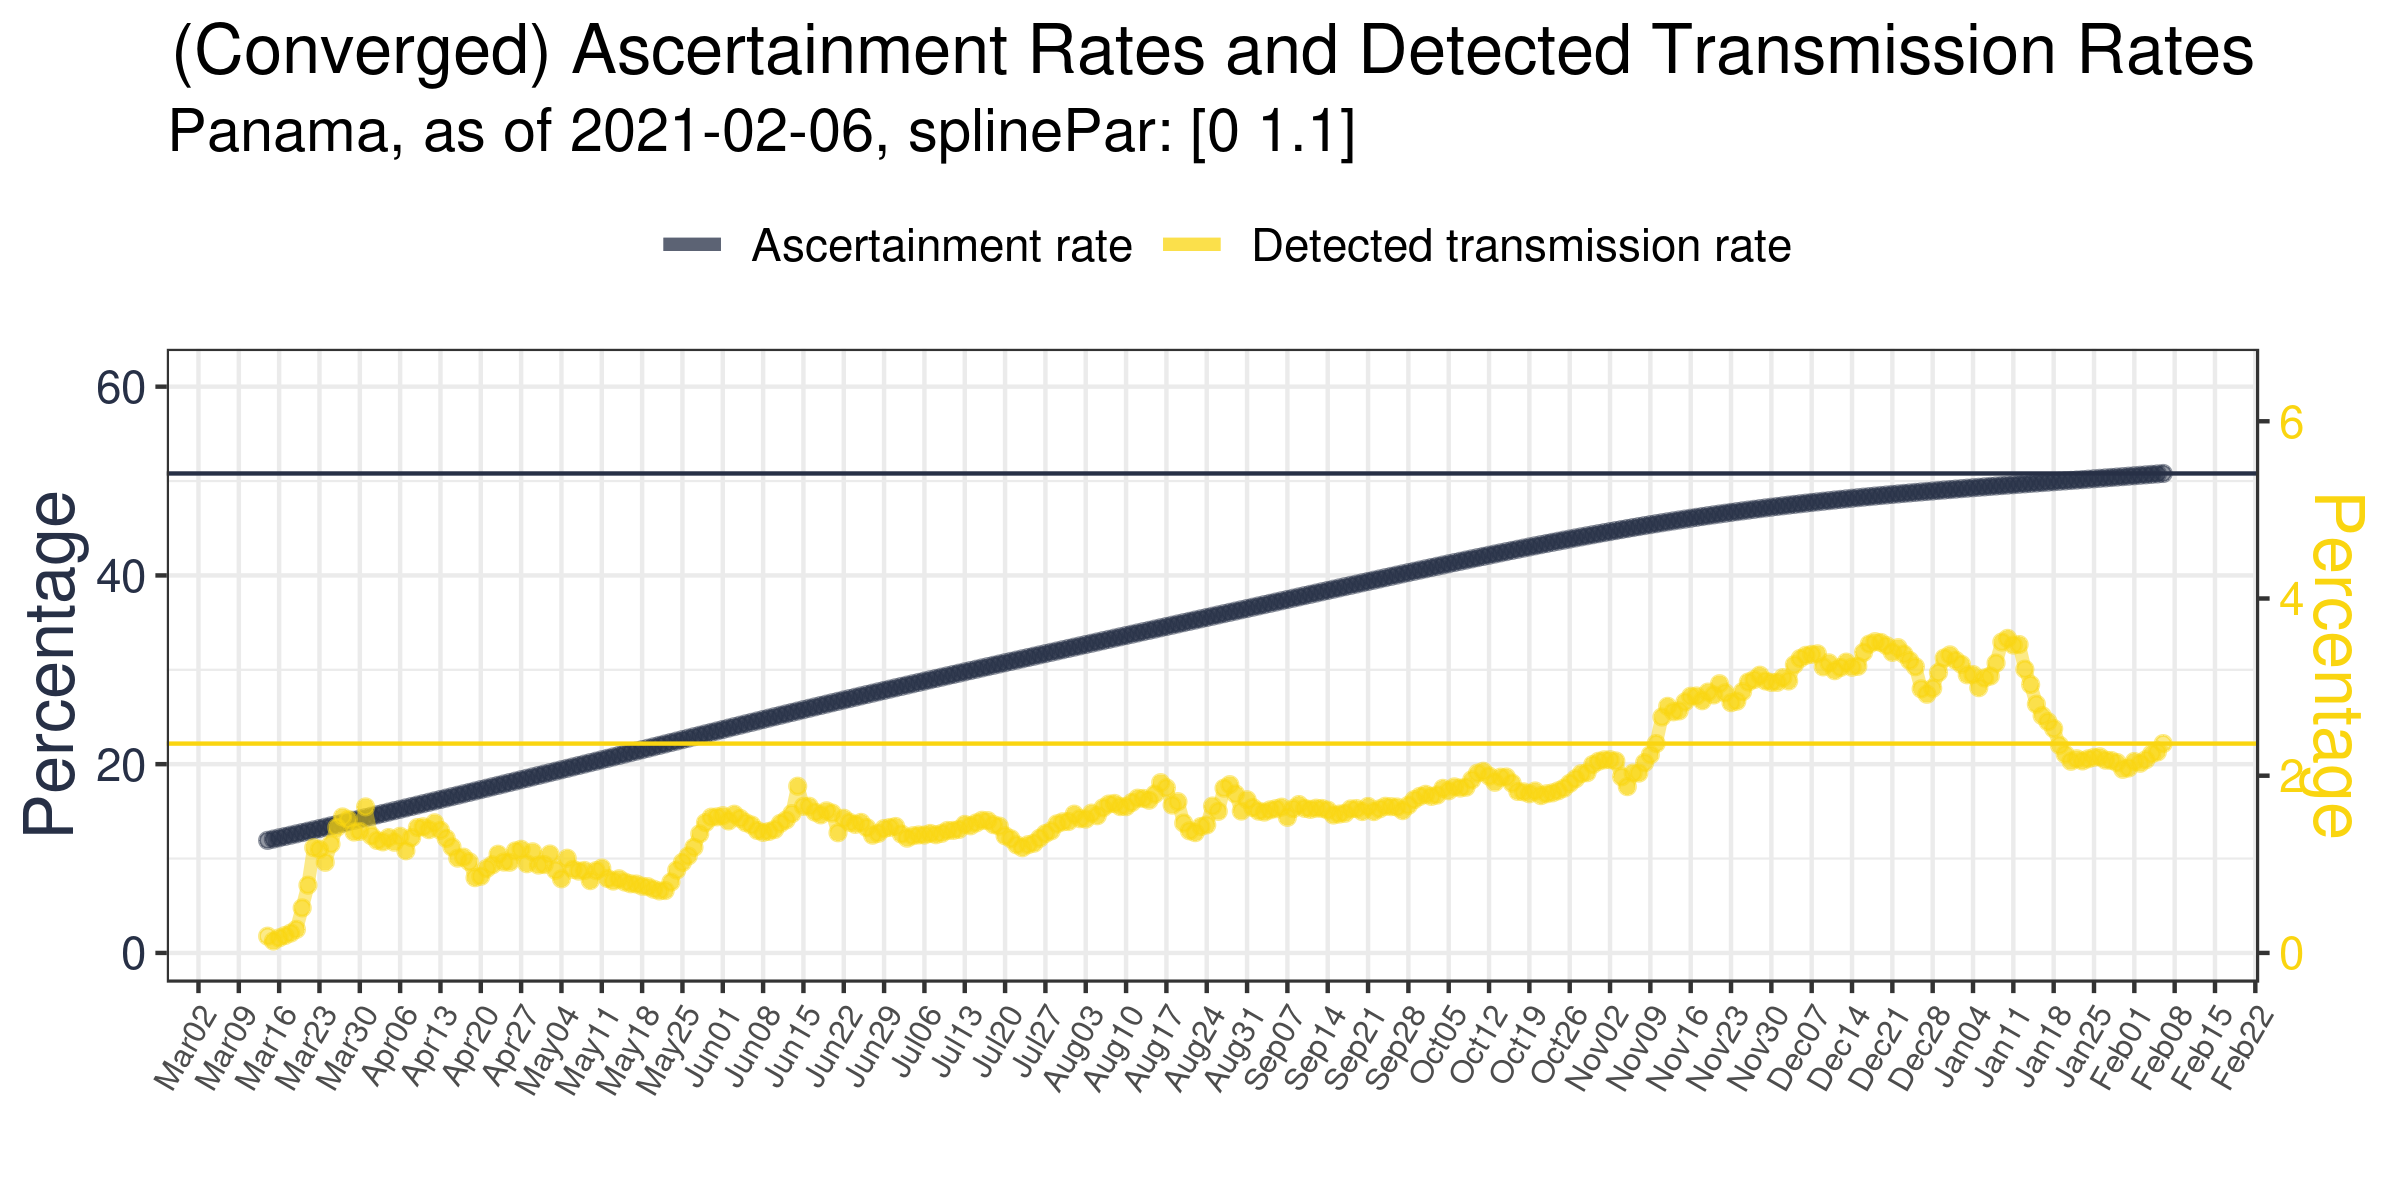 (Converged) Ascertainment Rates and Detected Transmission Rates
Panama, as of 2021-02-06, splinePar: [0 1.1]
Ascertainment rate
Detected transmission rate
Percentage
60
40
20
0
6
4
2
0
Percentage
Mar02
Mar09
Mar16
Mar23
Mar30
Apr06
Apr13
Apr20
Apr27
May04
May11
May18
May25
Jun01
Jun08
Jun15
Jun22
Jun29
Jul06
Jul13
Jul20
Jul27
Aug03
Aug10
Aug17
Aug24
Aug31
Sep07
Sep14
Sep21
Sep28
Oct05
Oct12
Oct19
Oct26
Nov02
Nov09
Nov16
Nov23
Nov30
Dec07
Dec14
Dec21
Dec28
Jan04
Jan11
Jan18
Jan25
Feb01
Feb08
Feb15
Feb22